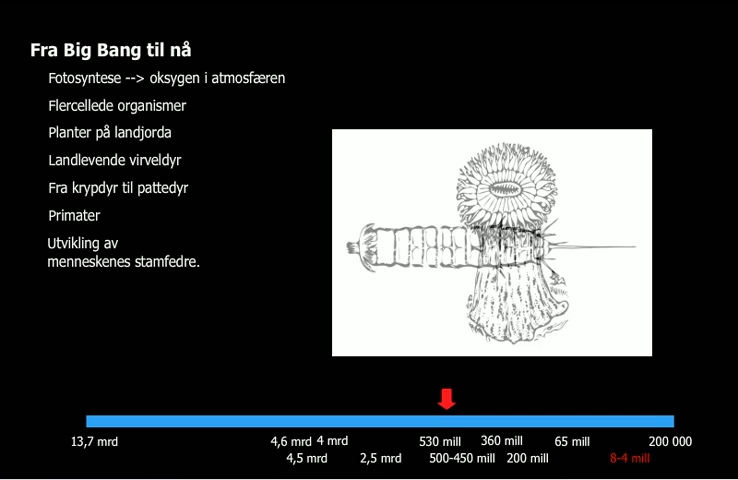 Fra Big Bang til nå
Fotosyntese --> oksygen i atmosfæren
Flercellede organismer
Planter på landjorda
Landlevende virveldyr
Fra krypdyr til pattedyr
Primater
Utvikling av
menneskenes stamfedre.
13,7 mrd 4,6 mrd 4 mrd 530 mill 360 mill 65 mill 200 000
4,5 mrd 2,5 mrd 500-450 mill 200 mill 8-4 mill